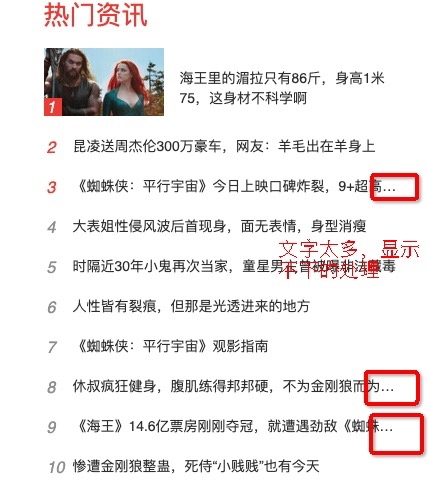 热门资讯
1
海王里的湄拉只有86斤，身高1米
75，这身材不科学啊
2 昆凌送周杰伦300万豪车，网友：羊毛出在羊身上
3 《蜘蛛侠：平行宇宙》今日上映口碑炸裂，9+超高...
4 大表姐性侵风波后首现身，面无表情，身型消瘦
文字太多，显示
5 时隔近30年小鬼再次当家，童星男主曾被曝非法藏毒
不下的处理
6 人性皆有裂痕，但那是光透进来的地方
7 《蜘蛛侠：平行宇宙》观影指南
8 休叔疯狂健身，腹肌练得邦邦硬，不为金刚狼而为...
9 《海王》14.6亿票房刚刚夺冠，就遭遇劲敌《蜘蛛...
10 惨遭金刚狼整蛊，死侍“小贱贱”也有今天